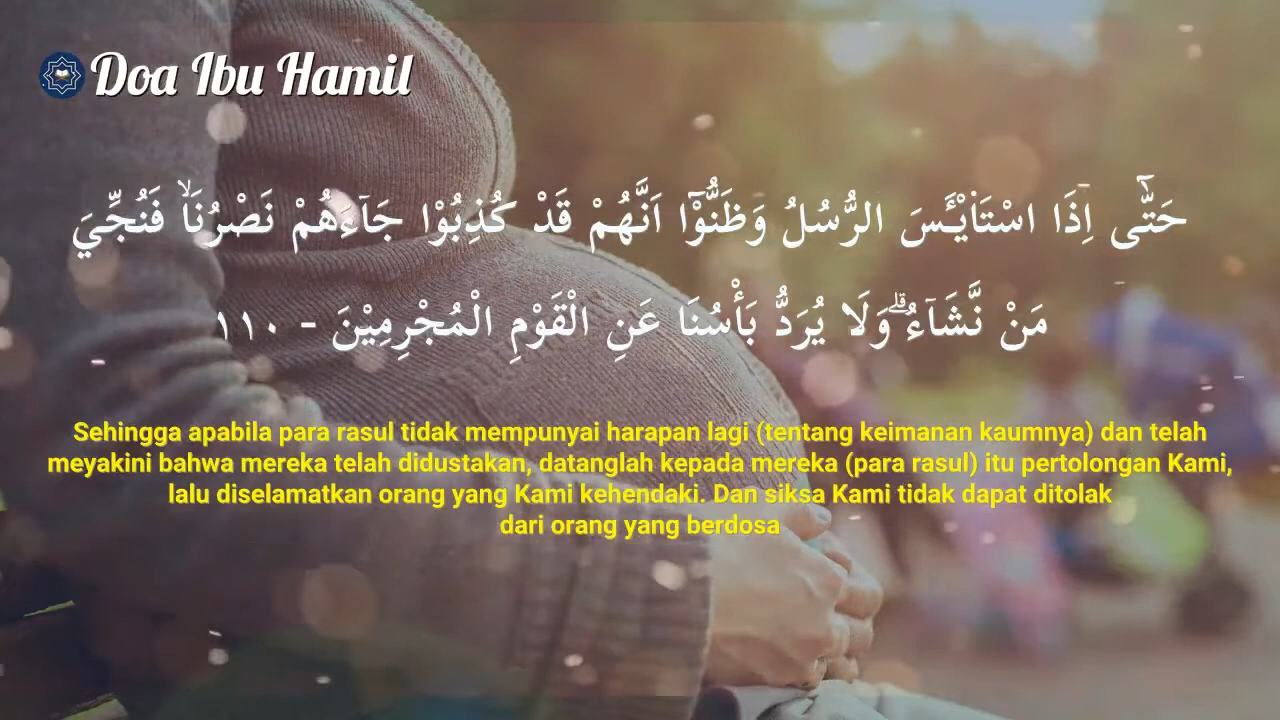 Doa Ibu Hamil
حَتّٰٓى اِذَا اسْتَا۟يْـَٔسَ الرُّسُلُ وَظَنُّوْٓا اَنَّهُمْ قَدْ كُذِبُوْا جَاۤءَهُمْ نَصْرُنَاۙ فَنُجِّيَ
مَنْ نَّشَاۤءُ ۗوَلَا يُرَدُّ بَأْسُنَا عَنِ الْقَوْمِ الْمُجْرِمِيْنَ - ١١٠
Sehingga apabila para rasul tidak mempunyai harapan lagi (tentang keimanan kaumnya) dan telah
meyakini bahwa mereka telah didustakan, datanglah kepada mereka (para rasul) itu pertolongan Kami,
lalu diselamatkan orang yang Kami kehendaki. Dan siksa Kami tidak dapat ditolak
dari orang yang berdosa